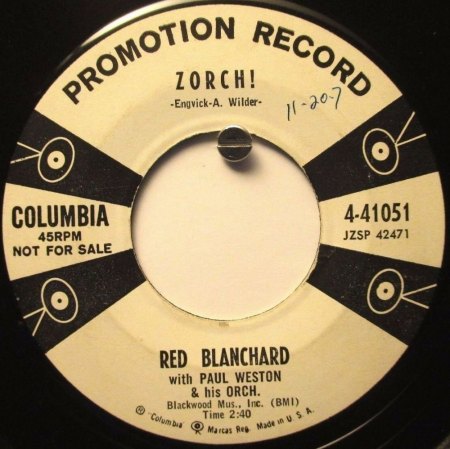 PROMOTION RECORD
ZORCH!
-Engvick-A. Wilder-
11-20-7
COLUMBIA
45RPM
NOT FOR SALE
4-41051
JZSP 42471
RED BLANCHARD
with PAUL WESTON
& his ORCH.
Blackwood Mus., Inc. (BMI)
Time 2:40
® "Columbia" ® Marcas Reg. Made in U. S. A.